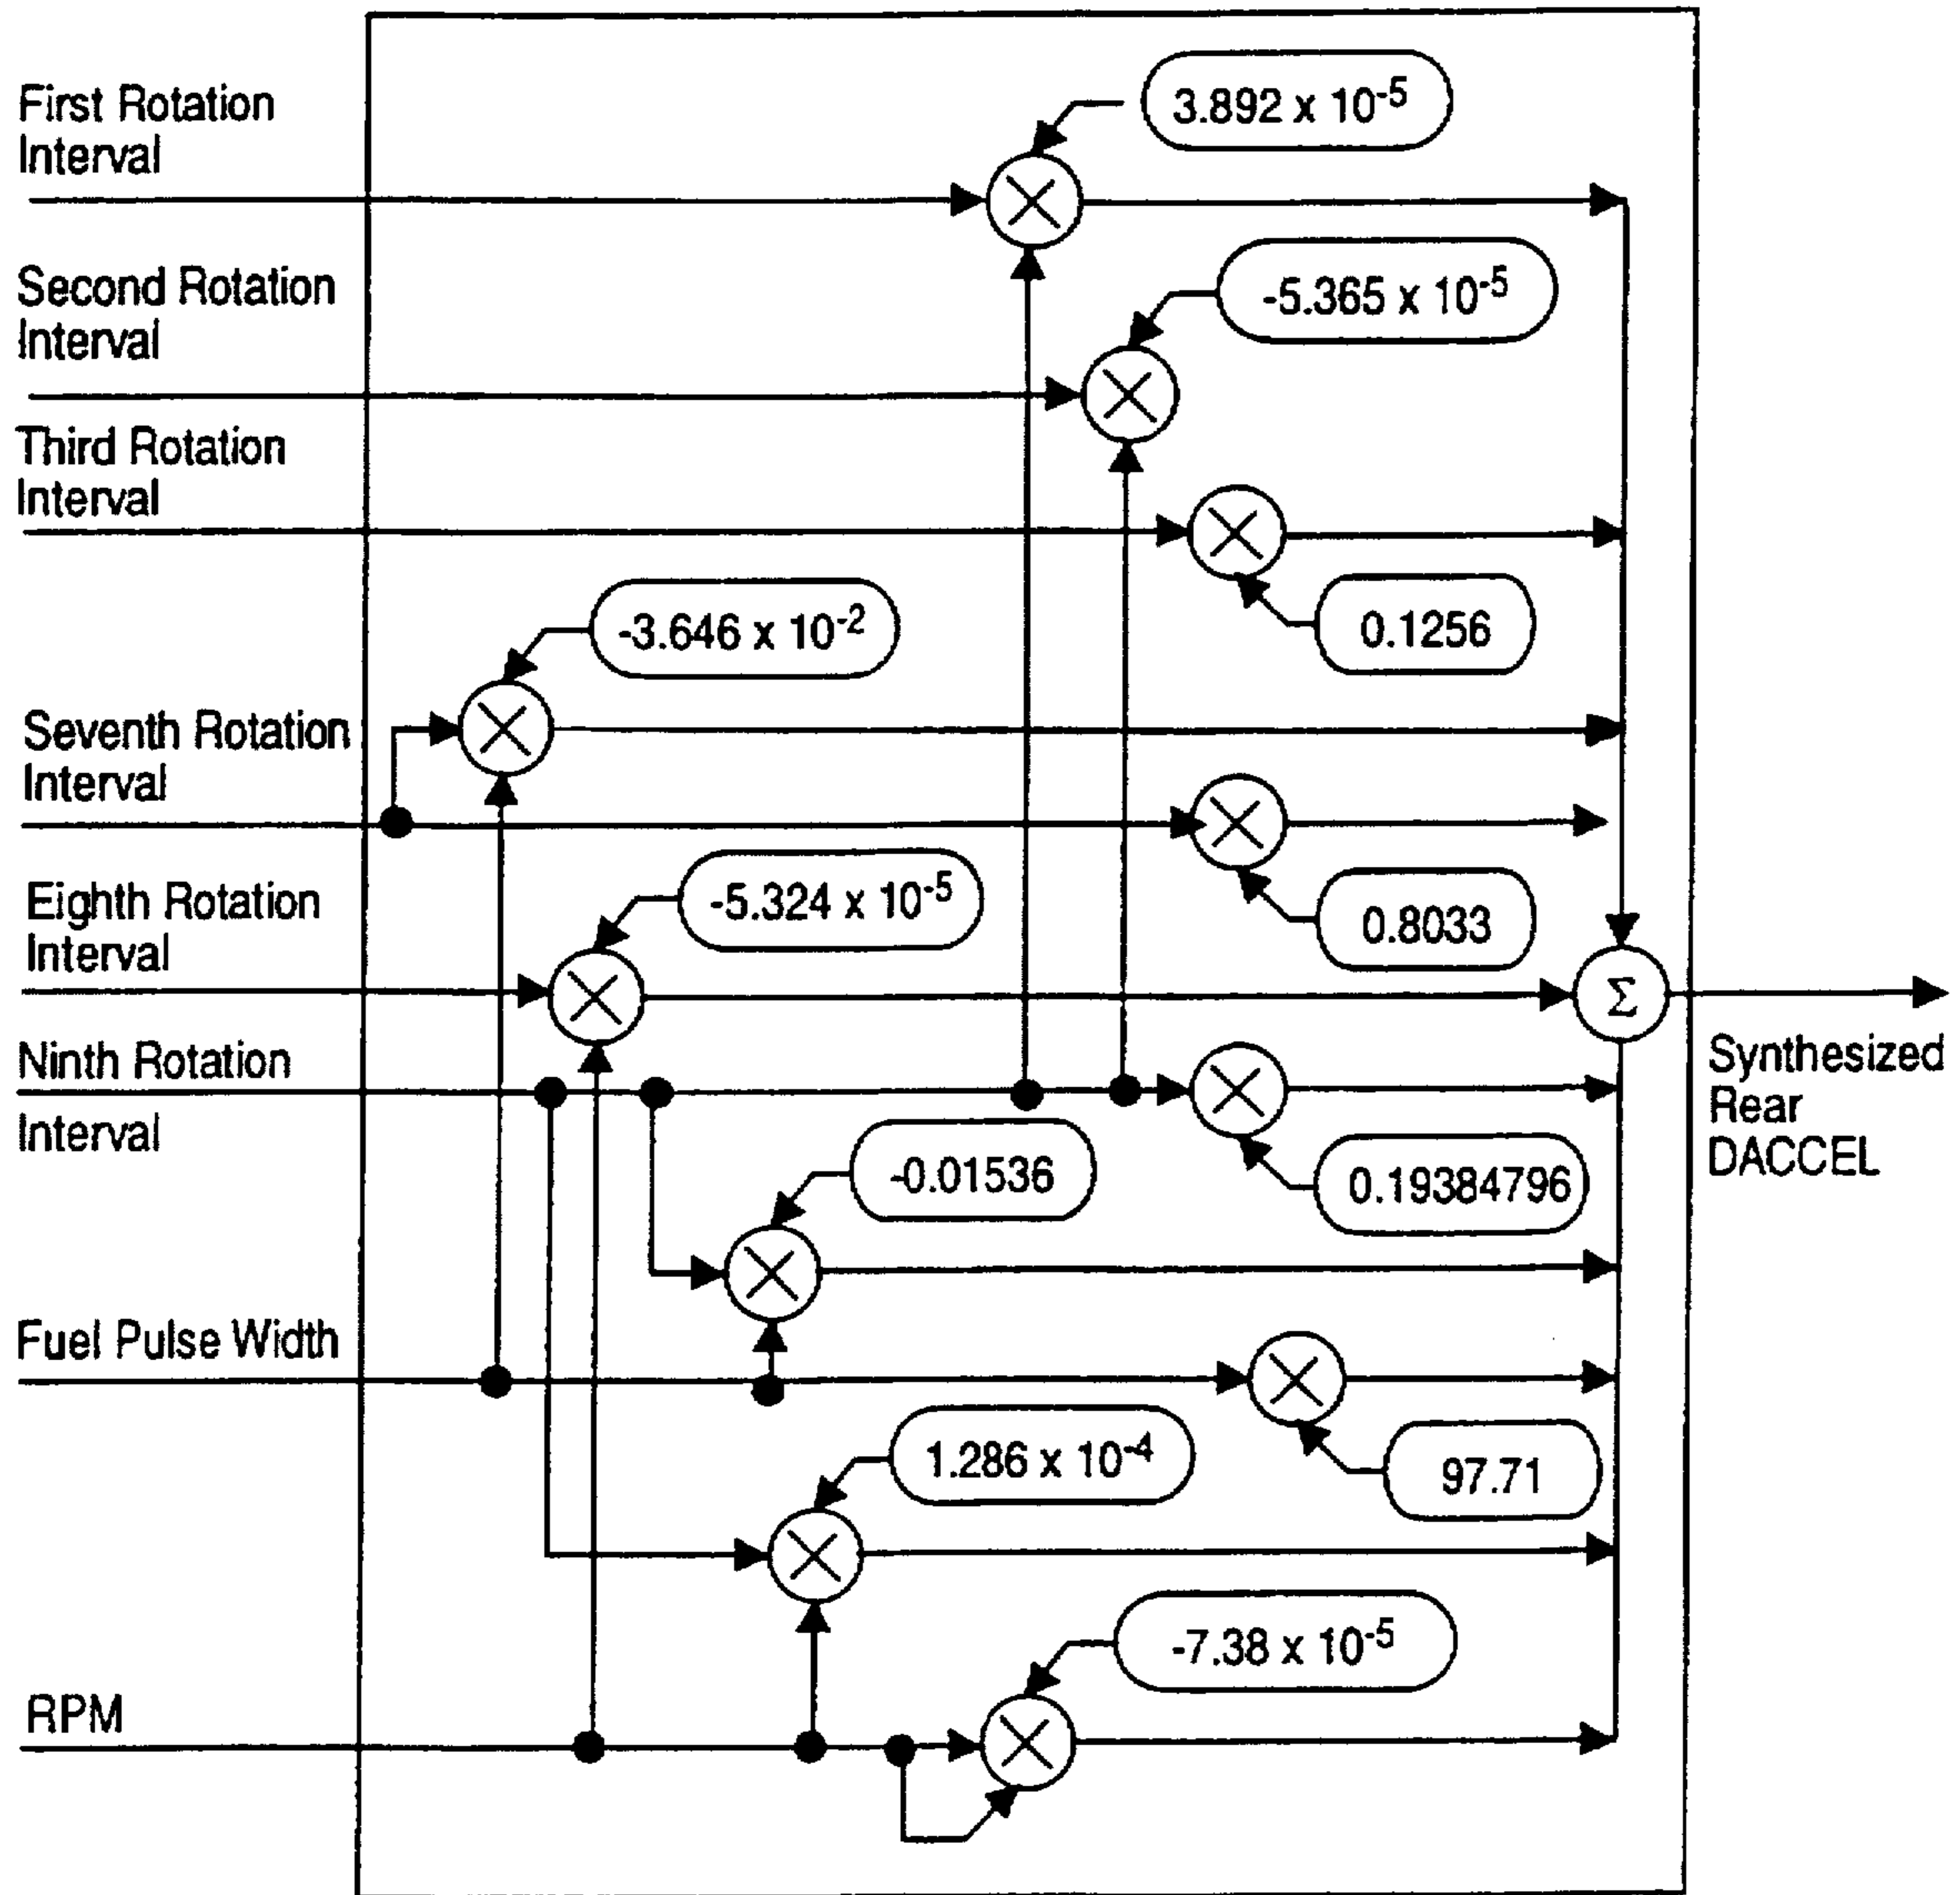 First Rotation
Interval
3.892 x 10-5
Second Rotation
Interval
-5.365 x 10-5
Third Rotation
Interval
0.1256
-3.646 x 10-2
Seventh Rotation
Interval
0.8033
Eighth Rotation
Interval
-5.324 x 10-5
Σ
Ninth Rotation
Interval
Synthesized
Rear
DACCEL
-0.01536
0.19384796
Fuel Pulse Width
1.286 x 10-4
97.71
-7.38 x 10-5
RPM